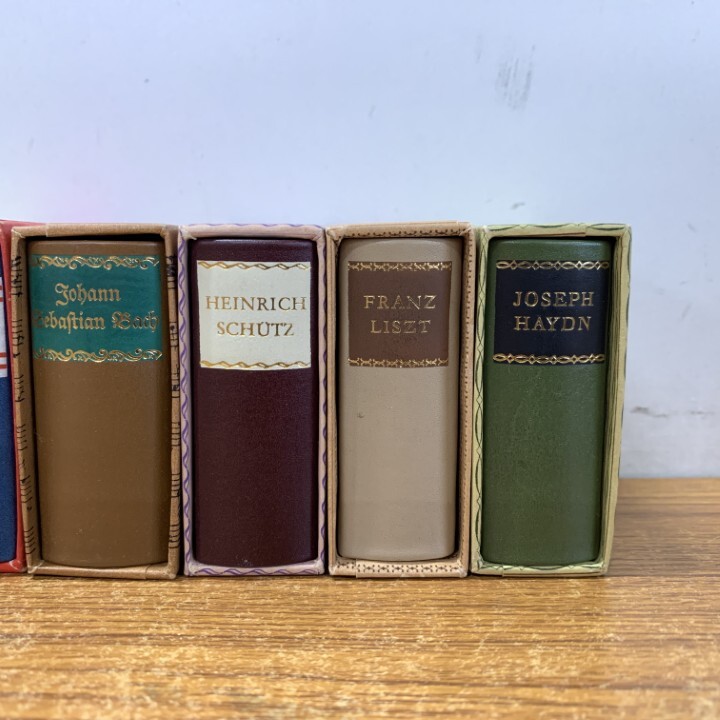 Johann
Sebastian Bach
HEINRICH
SCHÜTZ
FRANZ
LISZT
JOSEPH
HAYDN